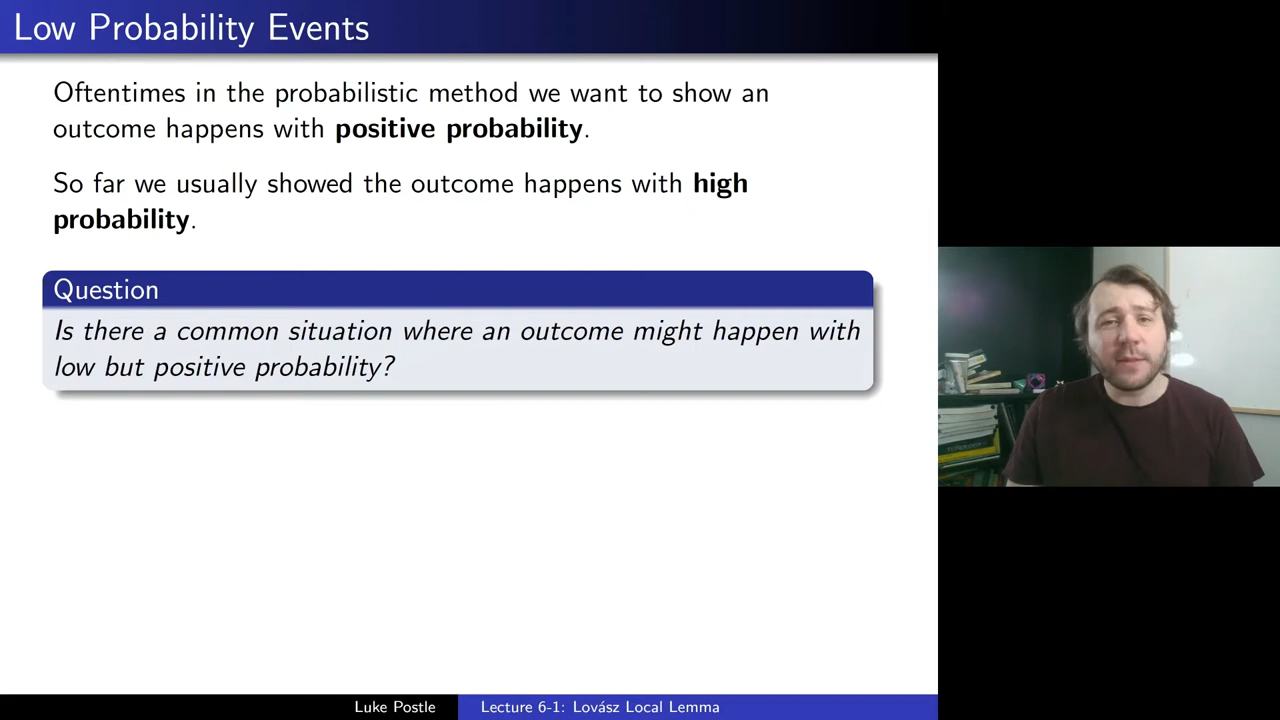 Low Probability Events
Oftentimes in the probabilistic method we want to show an
outcome happens with positive probability.
So far we usually showed the outcome happens with high
probability.
Question
Is there a common situation where an outcome might happen with
low but positive probability?
Luke Postle
Lecture 6-1: Lovász Local Lemma